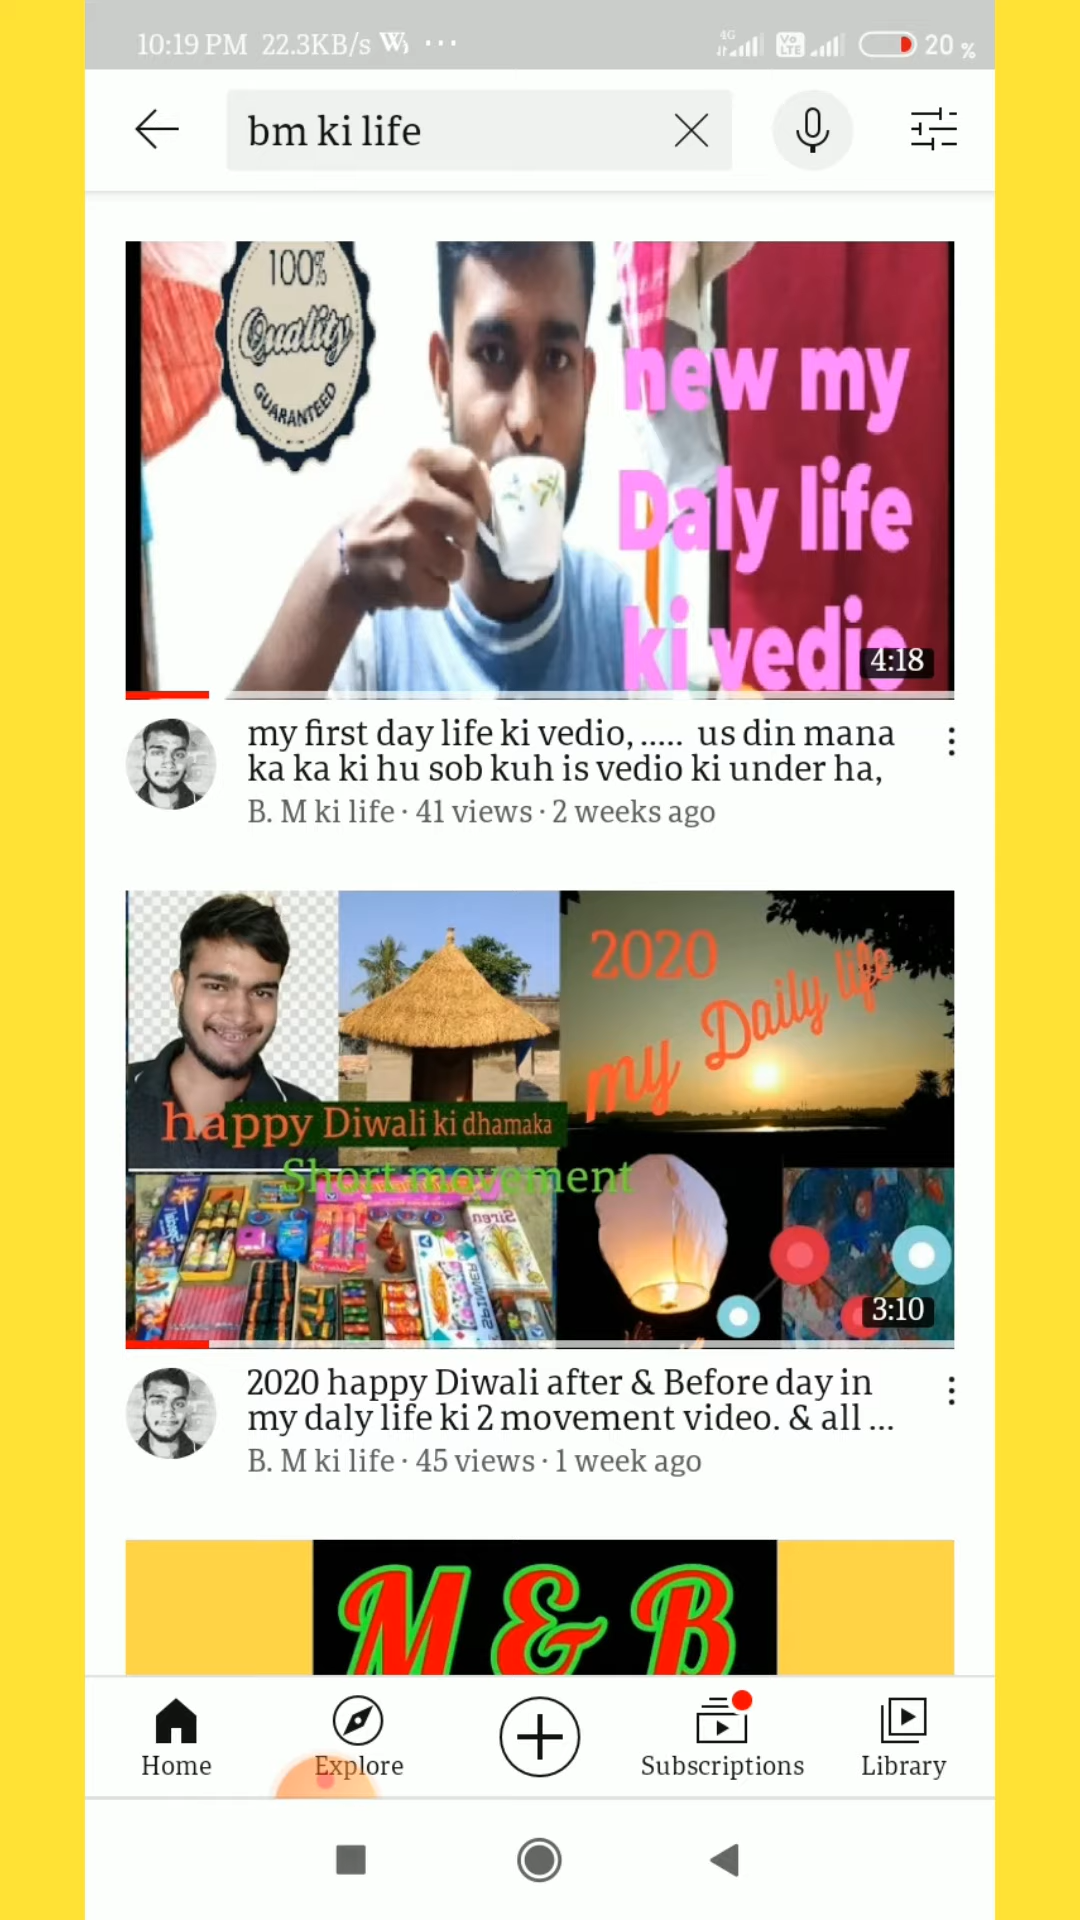 10:19 PM 22.3KB/s ...
4G
Vo LTE
20 %
bm ki life
100%
Quality
GUARANTEED
new my
Daly life
ki vedio
4:18
my first day life ki vedio, ..... us din mana
ka ka ki hu sob kuh is vedio ki under ha,
B. M ki life · 41 views · 2 weeks ago
2020
my Daily life
happy Diwali ki dhamaka
Short movement
3:10
2020 happy Diwali after & Before day in
my daly life ki 2 movement video. & all ...
B. M ki life · 45 views · 1 week ago
M & B
Home
Explore
Subscriptions
Library